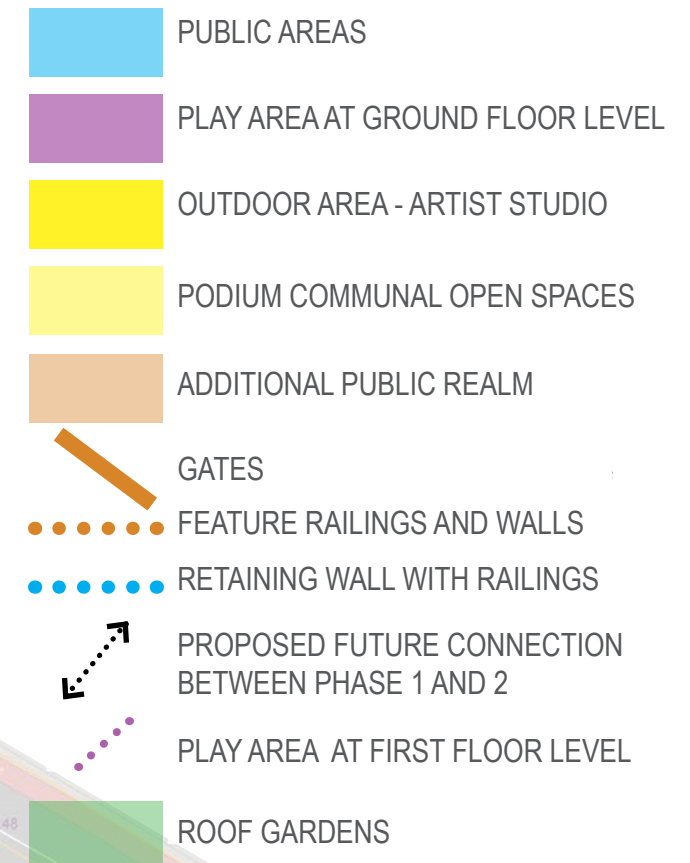 PUBLIC AREAS
PLAY AREA AT GROUND FLOOR LEVEL
OUTDOOR AREA - ARTIST STUDIO
PODIUM COMMUNAL OPEN SPACES
ADDITIONAL PUBLIC REALM
GATES
FEATURE RAILINGS AND WALLS
RETAINING WALL WITH RAILINGS
PROPOSED FUTURE CONNECTION
BETWEEN PHASE 1 AND 2
PLAY AREA AT FIRST FLOOR LEVEL
48
ROOF GARDENS